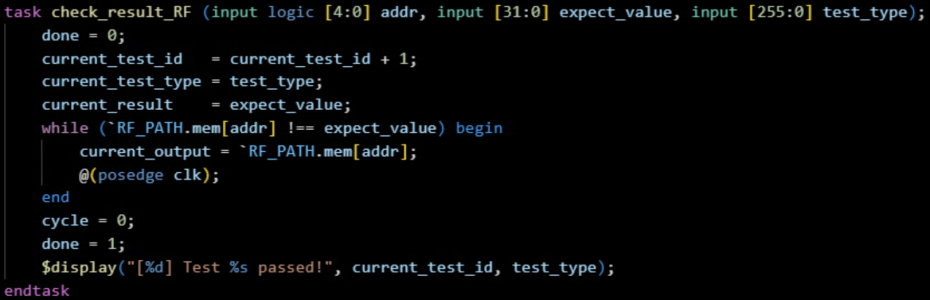 task check_result_RF (input logic [4:0] addr, input [31:0] expect_value, input [255:0] test_type);
    done = 0;
    current_test_id   = current_test_id + 1;
    current_test_type = test_type;
    current_result    = expect_value;
    while (`RF_PATH.mem[addr] !== expect_value) begin
        current_output = `RF_PATH.mem[addr];
        @(posedge clk);
    end
    cycle = 0;
    done = 1;
    $display("[%d] Test %s passed!", current_test_id, test_type);
endtask